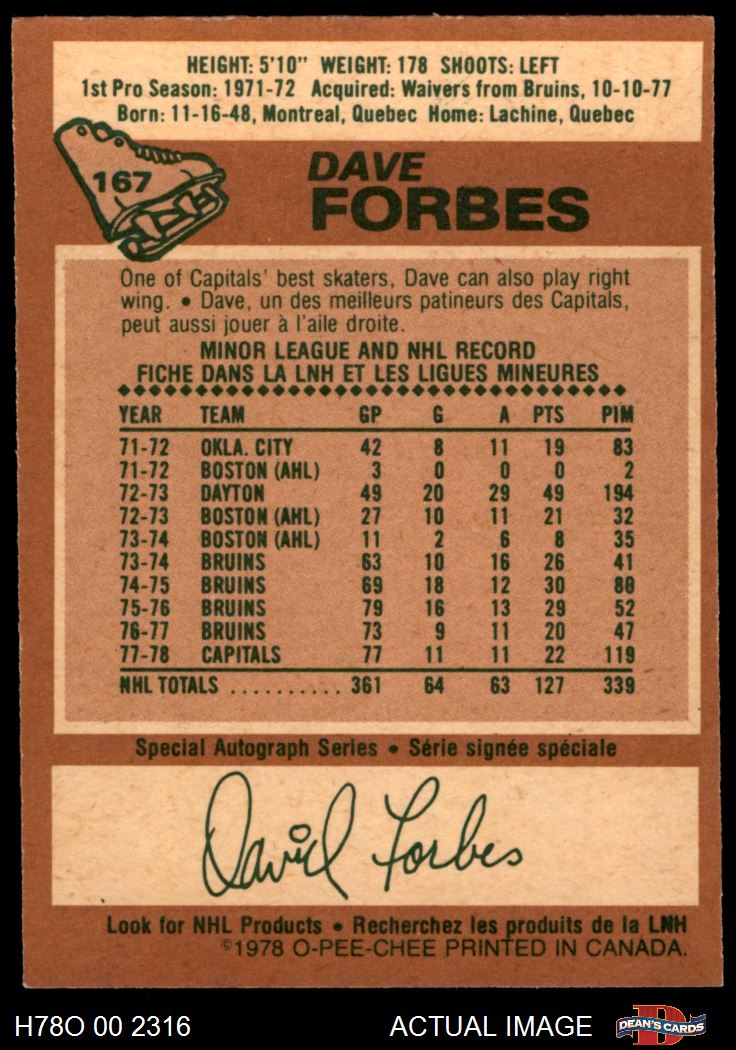 HEIGHT: 5'10" WEIGHT: 178 SHOOTS: LEFT
1st Pro Season: 1971-72 Acquired: Waivers from Bruins, 10-10-77
Born: 11-16-48, Montreal, Quebec Home: Lachine, Quebec
167
DAVE
FORBES
One of Capitals' best skaters, Dave can also play right
wing. • Dave, un des meilleurs patineurs des Capitals,
peut aussi jouer à l'aile droite.
MINOR LEAGUE AND NHL RECORD
FICHE DANS LA LNH ET LES LIGUES MINEURES
YEAR TEAM GP G A PTS PIM
71-72 OKLA. CITY 42 8 11 19 83
71-72 BOSTON (AHL) 3 0 0 0 2
72-73 DAYTON 49 20 29 49 194
72-73 BOSTON (AHL) 27 10 11 21 32
73-74 BOSTON (AHL) 11 2 6 8 35
73-74 BRUINS 63 10 16 26 41
74-75 BRUINS 69 18 12 30 80
75-76 BRUINS 79 16 13 29 52
76-77 BRUINS 73 9 11 20 47
77-78 CAPITALS 77 11 11 22 119
NHL TOTALS .......... 361 64 63 127 339
Special Autograph Series • Série signée spéciale
David Forbes
Look for NHL Products • Recherchez les produits de la LNH
©1978 O-PEE-CHEE PRINTED IN CANADA.
H78O 00 2316 ACTUAL IMAGE DEAN'S CARDS